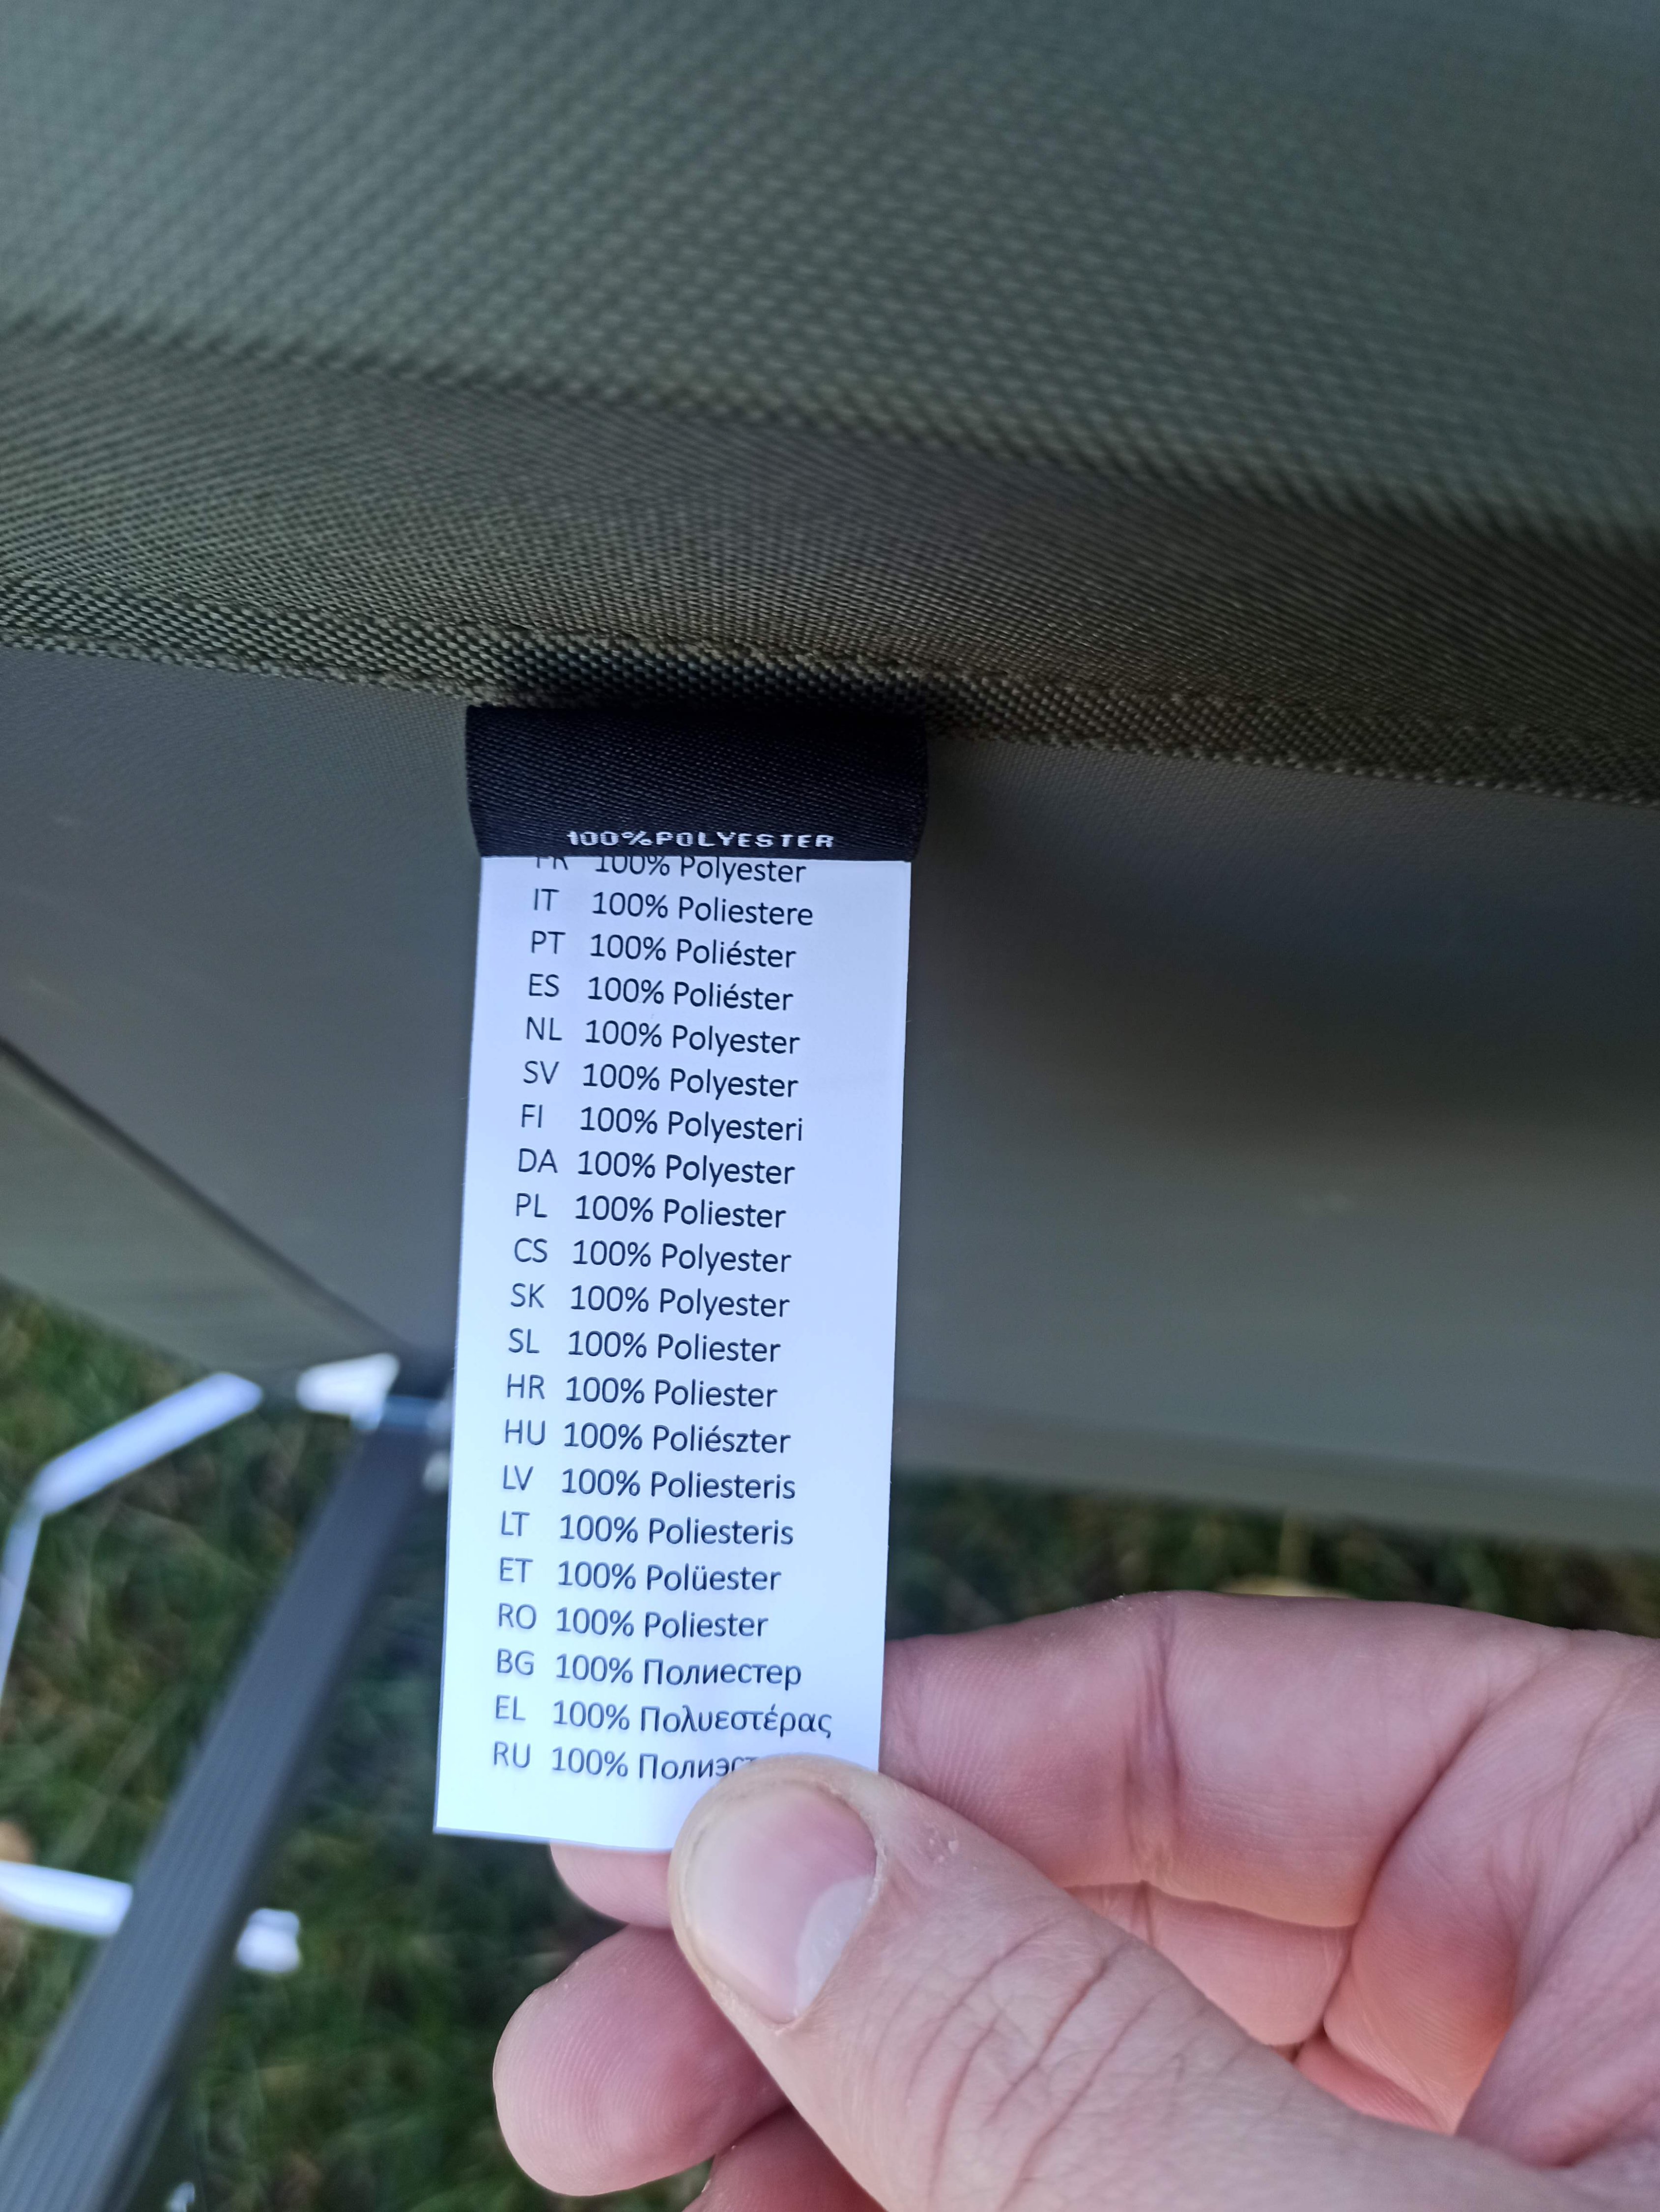 100%POLYESTER
FR 100% Polyester
IT 100% Poliestere
PT 100% Poliéster
ES 100% Poliéster
NL 100% Polyester
SV 100% Polyester
FI 100% Polyesteri
DA 100% Polyester
PL 100% Poliester
CS 100% Polyester
SK 100% Polyester
SL 100% Poliester
HR 100% Poliester
HU 100% Poliészter
LV 100% Poliesteris
LT 100% Poliesteris
ET 100% Polüester
RO 100% Poliester
BG 100% Полиестер
EL 100% Πολυεστέρας
RU 100%